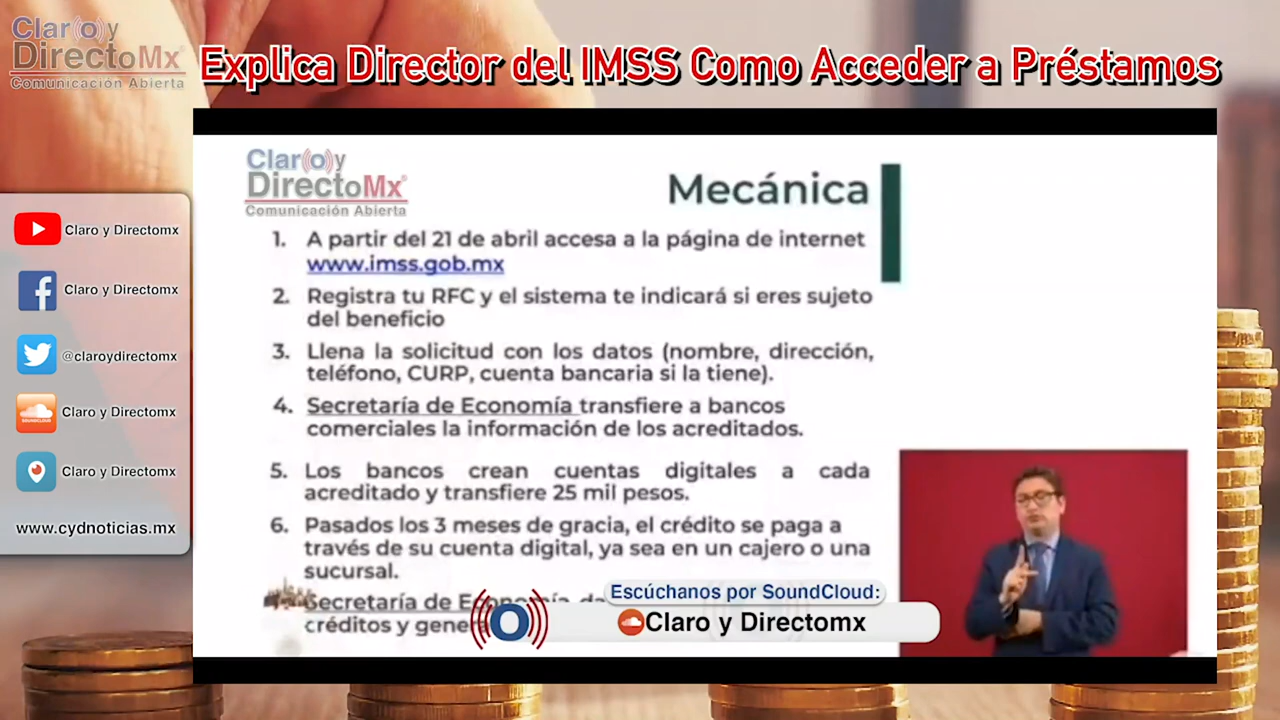 Claro y
DirectoMx
Comunicación Abierta
Explica Director del IMSS Como Acceder a Préstamos
Claro y
DirectoMx
Comunicación Abierta
Mecánica
1. A partir del 21 de abril accesa a la página de internet
www.imss.gob.mx
2. Registra tu RFC y el sistema te indicará si eres sujeto
del beneficio
3. Llena la solicitud con los datos (nombre, dirección,
teléfono, CURP, cuenta bancaria si la tiene).
4. Secretaría de Economía transfiere a bancos
comerciales la información de los acreditados.
5. Los bancos crean cuentas digitales a cada
acreditado y transfiere 25 mil pesos.
6. Pasados los 3 meses de gracia, el crédito se paga a
través de su cuenta digital, ya sea en un cajero o una
sucursal.
Secretaría de
créditos y
Escúchanos por SoundCloud:
Claro y Directomx
Claro y Directomx
Claro y Directomx
@claroydirectomx
SOUNDCLOUD
Claro y Directomx
Claro y Directomx
www.cydnoticias.mx